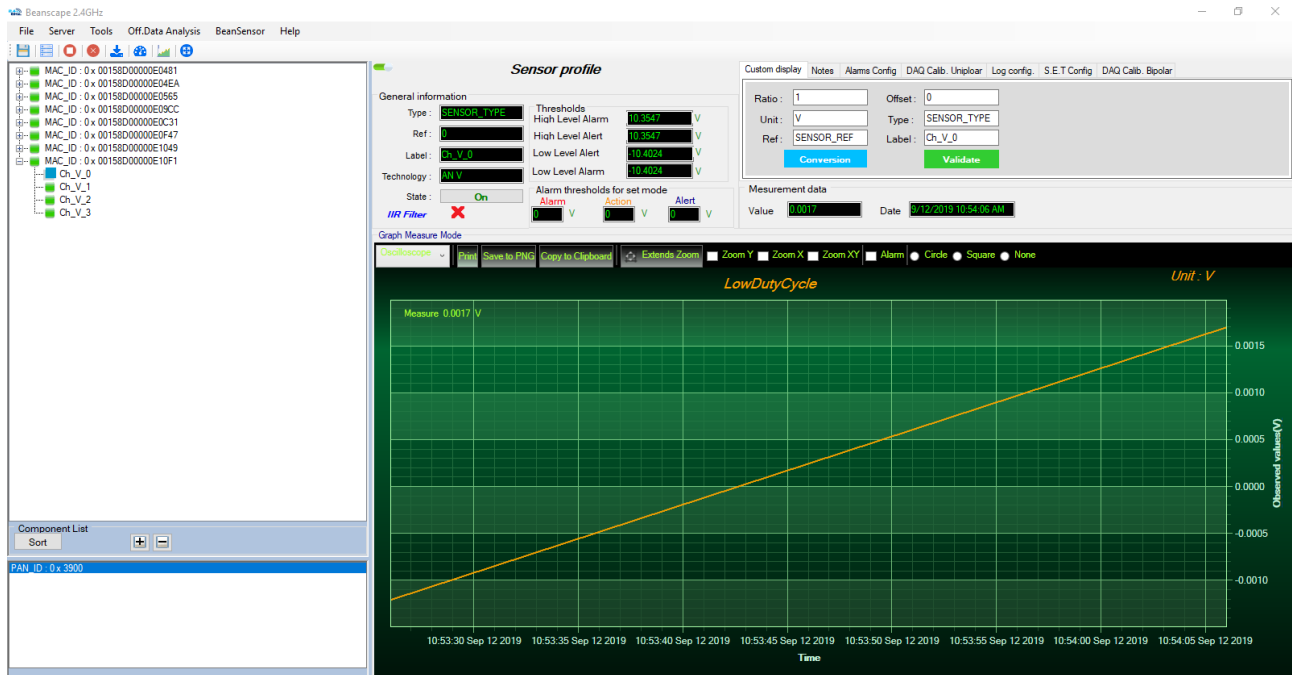 Beanscape 2.4GHz
File Server Tools Off.Data Analysis BeanSensor Help
MAC_ID : 0 x 00158D00000E0481
MAC_ID : 0 x 00158D00000E04EA
MAC_ID : 0 x 00158D00000E0565
MAC_ID : 0 x 00158D00000E09CC
MAC_ID : 0 x 00158D00000E0C31
MAC_ID : 0 x 00158D00000E0F47
MAC_ID : 0 x 00158D00000E1049
MAC_ID : 0 x 00158D00000E10F1
Ch_V_0
Ch_V_1
Ch_V_2
Ch_V_3
Component List
Sort
PAN_ID : 0 x 3900
Sensor profile
General information
Type : SENSOR_TYPE
Ref : 0
Label : Ch_V_0
Technology : AN V
State : On
IIR Filter
Thresholds
High Level Alarm 10.3547 V
High Level Alert 10.3547 V
Low Level Alert -10.4024 V
Low Level Alarm -10.4024 V
Alarm thresholds for set mode
Alarm Action Alert
0 V 0 V 0 V
Custom display Notes Alarms Config DAQ Calib. Uniploar Log config. S.E.T Config DAQ Calib. Bipolar
Ratio : 1 Offset : 0
Unit : V Type : SENSOR_TYPE
Ref : SENSOR_REF Label : Ch_V_0
Conversion Validate
Mesurement data
Value 0.0017 Date 9/12/2019 10:54:06 AM
Graph Measure Mode
Oscilloscope Print Save to PNG Copy to Clipboard Extends Zoom Zoom Y Zoom X Zoom XY Alarm Circle Square None
LowDutyCycle
Unit : V
Measure 0.0017 V
0.0015
0.0010
0.0005
0.0000
-0.0005
-0.0010
Observed values(V)
10:53:30 Sep 12 2019 10:53:35 Sep 12 2019 10:53:40 Sep 12 2019 10:53:45 Sep 12 2019 10:53:50 Sep 12 2019 10:53:55 Sep 12 2019 10:54:00 Sep 12 2019 10:54:05 Sep 12 2019
Time